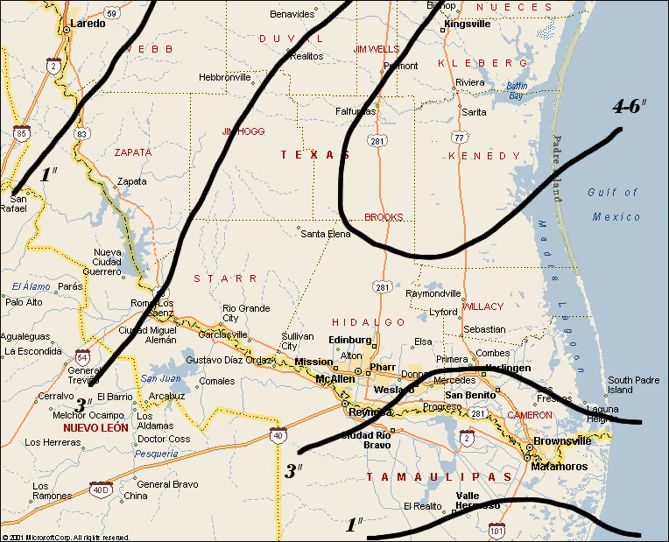 59
Benavides
Bishop
NUECES
Laredo
WEBB
DUVAL
JIM WELLS
Kingsville
Realitos
Premont
KLEBERG
Hebbronville
Riviera
Baffin
Bay
4-6"
Falfurrias
Sarita
85
83
JIM HOGG
281
77
ZAPATA
TEXAS
KENEDY
Padre Island
1"
Zapata
San
Rafael
Gulf of
Mexico
BROOKS
Santa Elena
Madre Lagoon
Nueva
Ciudad
Guerrero
STARR
El Álamo
Parás
281
Raymondville
Palo Alto
Roma-Los
Saenz
Rio Grande
City
WILLACY
Lyford
Agualeguas
Ciudad Miguel
Alemán
Garciasville
HIDALGO
Sebastian
La Escondida
54
Sullivan
City
Edinburg
Elsa
Combes
Gustavo Díaz Ordaz
Alton
Primera
General
Treviño
Mission
Pharr
Donna
Harlingen
San Juan
Comales
McAllen
Weslaco
Mercedes
South Padre
Island
Cerralvo
El Barrio
Arcabuz
San Benito
Los
Fresnos
3"
Melchor Ocampo
Los
Aldamas
Reynosa
Progreso
281
CAMERON
Laguna
Heights
NUEVO LEÓN
Doctor Coss
40
Ciudad Río
Bravo
2
Brownsville
Los Herreras
Pesquería
3"
Matamoros
TAMAULIPAS
General Bravo
40D
Los
Ramones
China
El Realito
Valle
Hermoso
1"
101
2
© 2001 Microsoft Corp. All rights reserved.